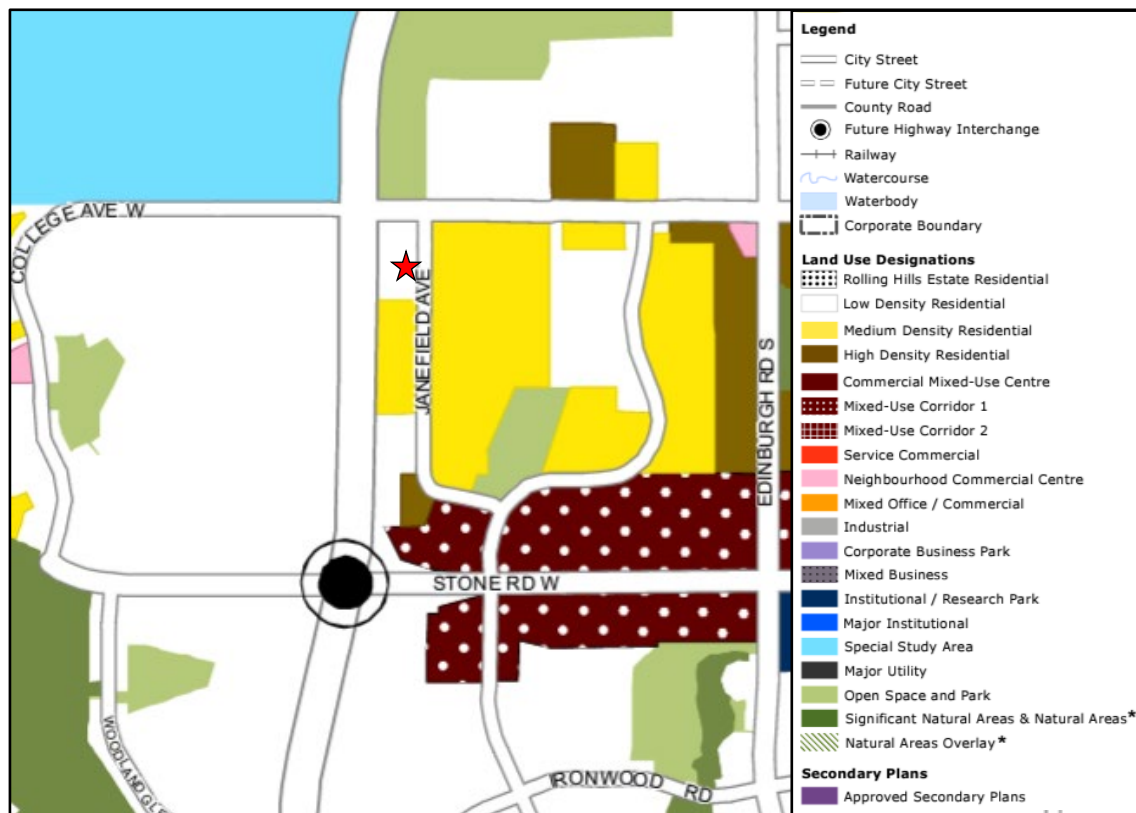 COLLEGE AVE W
JANEFIELD AVE
EDINBURGH RD S
STONE RD W
IRONWOOD RD
Legend
City Street
Future City Street
County Road
Future Highway Interchange
Railway
Watercourse
Waterbody
Corporate Boundary
Land Use Designations
Rolling Hills Estate Residential
Low Density Residential
Medium Density Residential
High Density Residential
Commercial Mixed-Use Centre
Mixed-Use Corridor 1
Mixed-Use Corridor 2
Service Commercial
Neighbourhood Commercial Centre
Mixed Office / Commercial
Industrial
Corporate Business Park
Mixed Business
Institutional / Research Park
Major Institutional
Special Study Area
Major Utility
Open Space and Park
Significant Natural Areas & Natural Areas*
Natural Areas Overlay*
Secondary Plans
Approved Secondary Plans